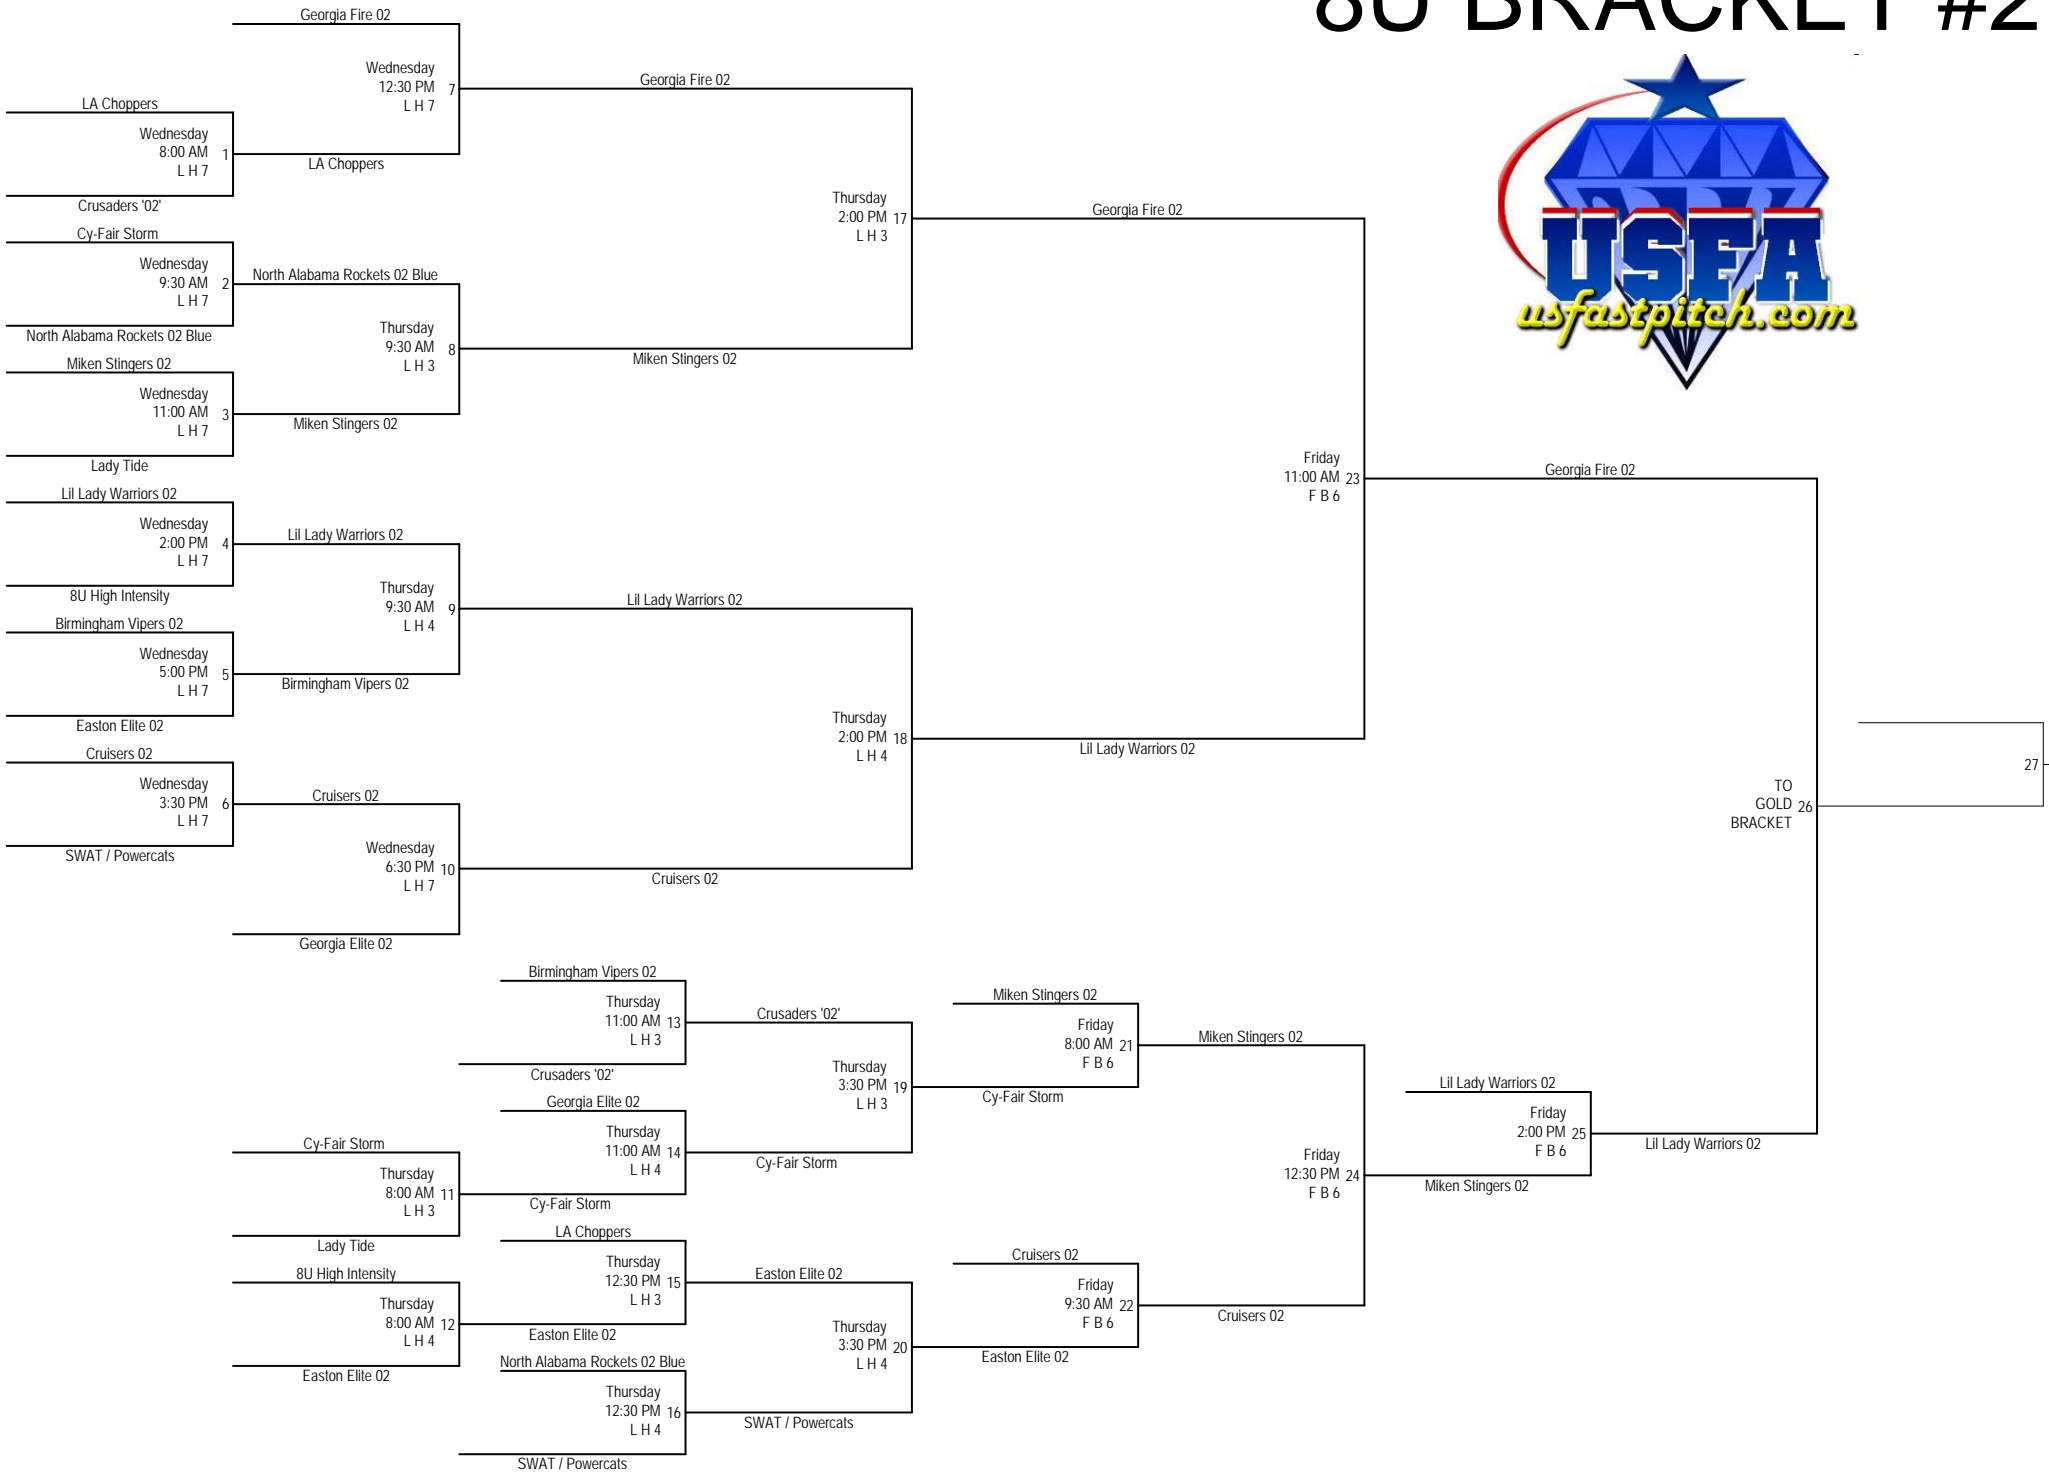 8U BRACKET #2
Georgia Fire 02
Wednesday
12:30 PM 7
L H 7
Georgia Fire 02
LA Choppers
Wednesday
8:00 AM 1
L H 7
LA Choppers
Crusaders '02'
Thursday
2:00 PM 17
L H 3
Georgia Fire 02
Cy-Fair Storm
Wednesday
9:30 AM 2
L H 7
North Alabama Rockets 02 Blue
North Alabama Rockets 02 Blue
Thursday
9:30 AM 8
L H 3
Miken Stingers 02
Miken Stingers 02
Wednesday
11:00 AM 3
L H 7
Miken Stingers 02
Lady Tide
USFA
usfastpitch.com
Friday
11:00 AM 23
F B 6
Georgia Fire 02
Lil Lady Warriors 02
Wednesday
2:00 PM 4
L H 7
Lil Lady Warriors 02
8U High Intensity
Thursday
9:30 AM 9
L H 4
Lil Lady Warriors 02
Birmingham Vipers 02
Wednesday
5:00 PM 5
L H 7
Birmingham Vipers 02
Easton Elite 02
Thursday
2:00 PM 18
L H 4
Lil Lady Warriors 02
Cruisers 02
Wednesday
3:30 PM 6
L H 7
Cruisers 02
SWAT / Powercats
Wednesday
6:30 PM 10
L H 7
Cruisers 02
Georgia Elite 02
27
TO
GOLD 26
BRACKET
Birmingham Vipers 02
Thursday
11:00 AM 13
L H 3
Crusaders '02'
Crusaders '02'
Miken Stingers 02
Friday
8:00 AM 21
F B 6
Miken Stingers 02
Thursday
3:30 PM 19
L H 3
Cy-Fair Storm
Georgia Elite 02
Thursday
11:00 AM 14
L H 4
Cy-Fair Storm
Cy-Fair Storm
Thursday
8:00 AM 11
L H 3
Cy-Fair Storm
Lady Tide
Lil Lady Warriors 02
Friday
2:00 PM 25
F B 6
Lil Lady Warriors 02
Friday
12:30 PM 24
F B 6
Miken Stingers 02
LA Choppers
Thursday
12:30 PM 15
L H 3
Easton Elite 02
8U High Intensity
Thursday
8:00 AM 12
L H 4
Easton Elite 02
Easton Elite 02
Cruisers 02
Friday
9:30 AM 22
F B 6
Cruisers 02
Thursday
3:30 PM 20
L H 4
Easton Elite 02
North Alabama Rockets 02 Blue
Thursday
12:30 PM 16
L H 4
SWAT / Powercats
SWAT / Powercats